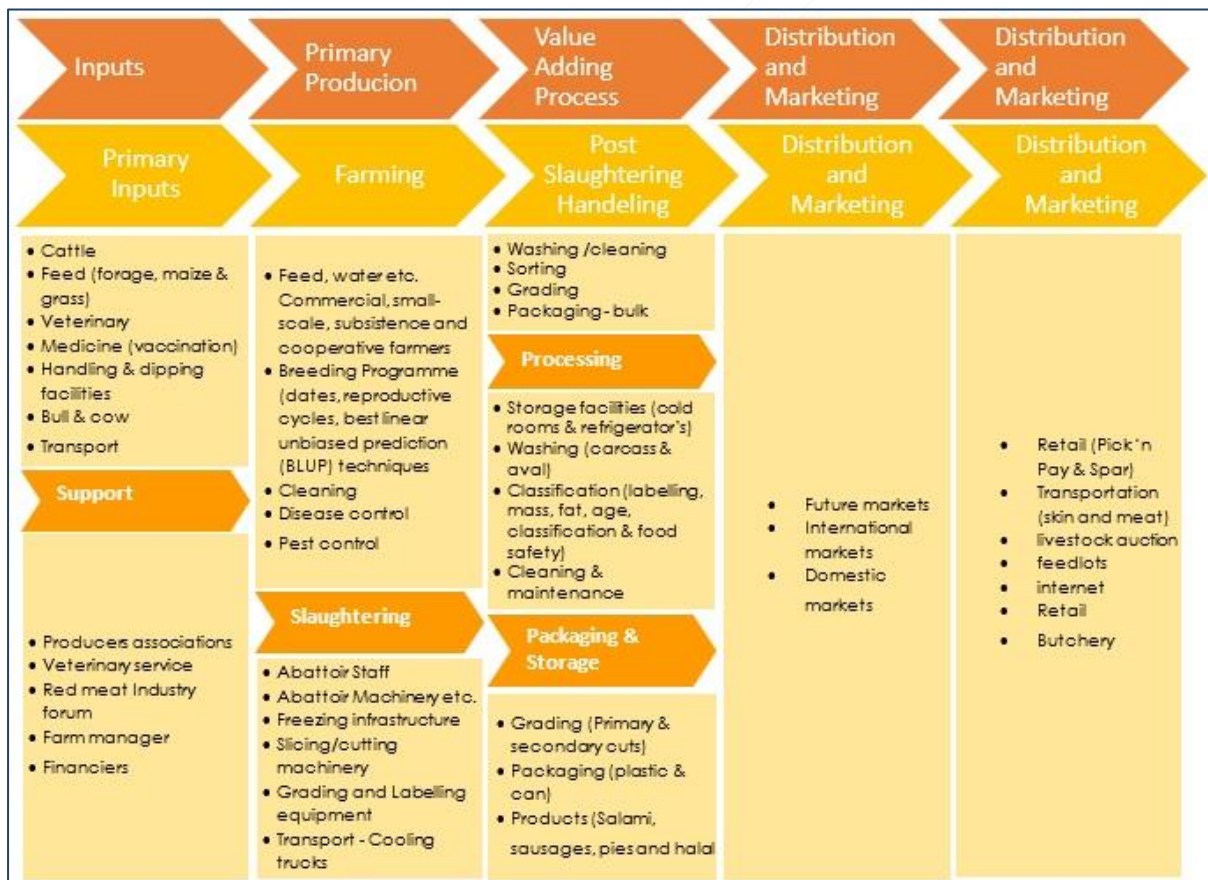 Inputs
Primary
Producion
Value
Adding
Process
Distribution
and
Marketing
Distribution
and
Marketing
Primary
Inputs
Farming
Post
Slaughtering
Handeling
Distribution
and
Marketing
Distribution
and
Marketing
• Cattle
• Feed (forage, maize &
grass)
• Veterinary
• Medicine (vaccination)
• Handling & dipping
facilities
• Bull & cow
• Transport
Support
• Producers associations
• Veterinary service
• Red meat Industry
forum
• Farm manager
• Financiers
• Feed, water etc.
Commercial, small-
scale, subsistence and
cooperative farmers
• Breeding Programme
(dates, reproductive
cycles, best linear
unbiased prediction
(BLUP) techniques
• Cleaning
• Disease control
• Pest control
Slaughtering
• Abattoir Staff
• Abattoir Machinery etc.
• Freezing infrastructure
• Slicing/cutting
machinery
• Grading and Labelling
equipment
• Transport - Cooling
trucks
• Washing /cleaning
• Sorting
• Grading
• Packaging - bulk
Processing
• Storage facilities (cold
rooms & refrigerator's)
• Washing (carcass &
aval)
• Classification (labelling,
mass, fat, age,
classification & food
safety)
• Cleaning &
maintenance
Packaging &
Storage
• Grading (Primary &
secondary cuts)
• Packaging (plastic &
can)
• Products (Salami,
sausages, pies and halal
• Future markets
• International
markets
• Domestic
markets
• Retail (Pick 'n
Pay & Spar)
• Transportation
(skin and meat)
• livestock auction
• feedlots
• internet
• Retail
• Butchery